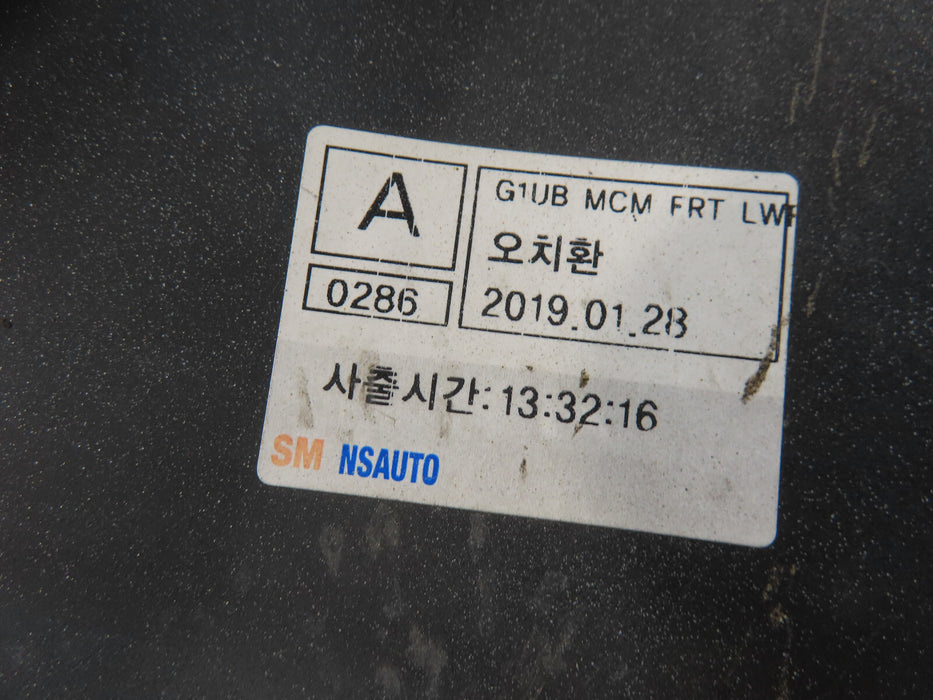 A
0286
G1UB MCM FRT LWR
오치환
2019.01.28
사출시간:13:32:16
SM NSAUTO